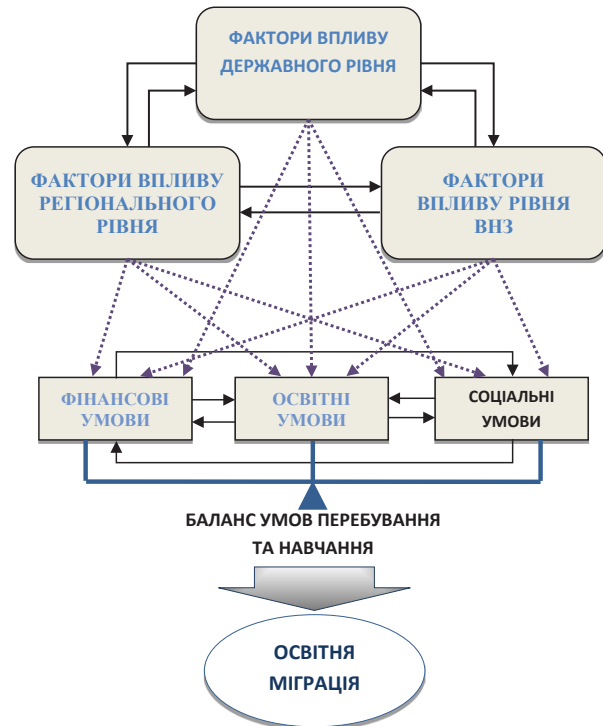 ФАКТОРИ ВПЛИВУ
ДЕРЖАВНОГО РІВНЯ
ФАКТОРИ ВПЛИВУ
РЕГІОНАЛЬНОГО
РІВНЯ
ФАКТОРИ
ВПЛИВУ РІВНЯ
ВНЗ
ФІНАНСОВІ
УМОВИ
ОСВІТНІ
УМОВИ
СОЦІАЛЬНІ
УМОВИ
БАЛАНС УМОВ ПЕРЕБУВАННЯ
ТА НАВЧАННЯ
ОСВІТНЯ
МІГРАЦІЯ